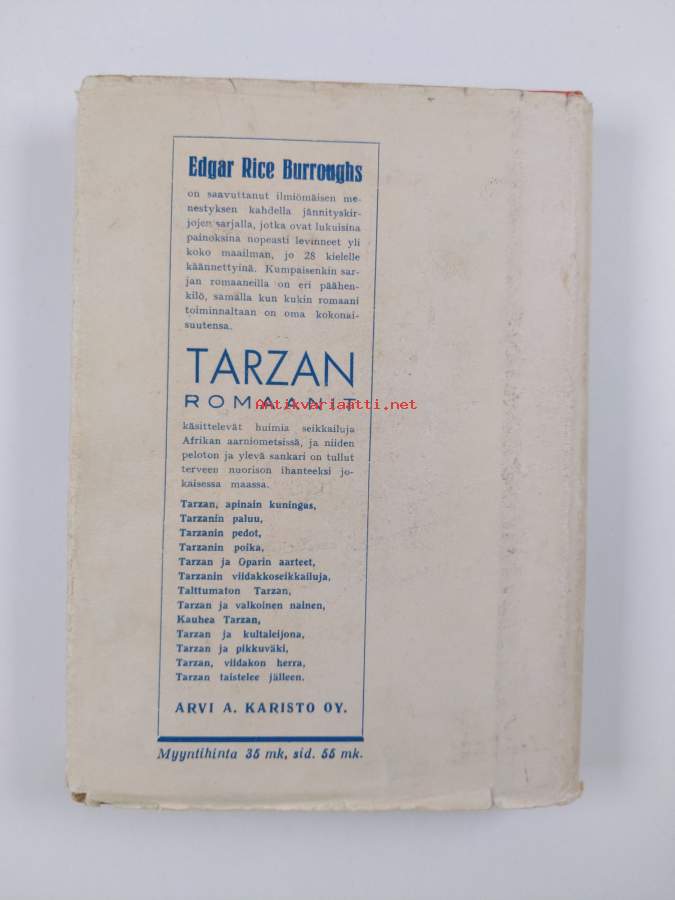 Edgar Rice Burroughs
on saavuttanut ilmiömäisen me-
nestyksen kahdella jännityskir-
jojen sarjalla, jotka ovat lukuisina
painoksina nopeasti levinneet yli
koko maailman, jo 28 kielelle
käännettyinä. Kumpaisenkin sar-
jan romaaneilla on eri päähen-
kilö, samalla kun kukin romaani
toiminnaltaan on oma kokonai-
suutensa.
TARZAN
ROMAANIT
Antikvariaatti.net
käsittelevät huimia seikkailuja
Afrikan aarniometsissä, ja niiden
peloton ja ylevä sankari on tullut
terveen nuorison ihanteeksi jo-
kaisessa maassa.
Tarzan, apinain kuningas,
Tarzanin paluu,
Tarzanin pedot,
Tarzanin poika,
Tarzan ja Oparin aarteet,
Tarzanin viidakkoseikkailuja,
Talttumaton Tarzan,
Tarzan ja valkoinen nainen,
Kauhea Tarzan,
Tarzan ja kultaleijona,
Tarzan ja pikkuväki,
Tarzan, viidakon herra,
Tarzan taistelee jälleen.
ARVI A. KARISTO OY.
Myyntihinta 35 mk, sid. 55 mk.